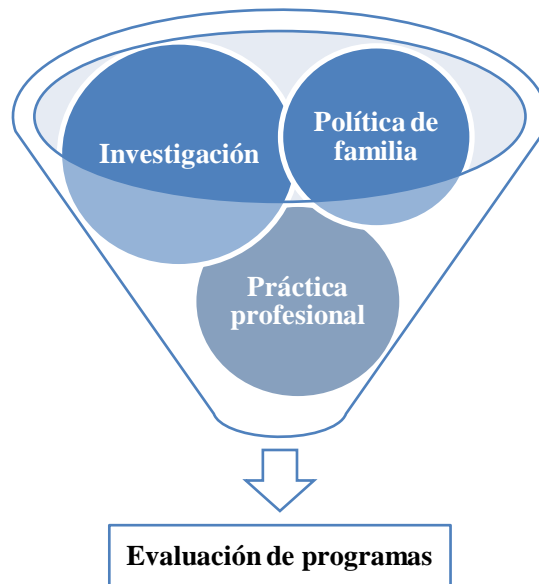 Investigación
Política de
familia
Práctica
profesional
Evaluación de programas